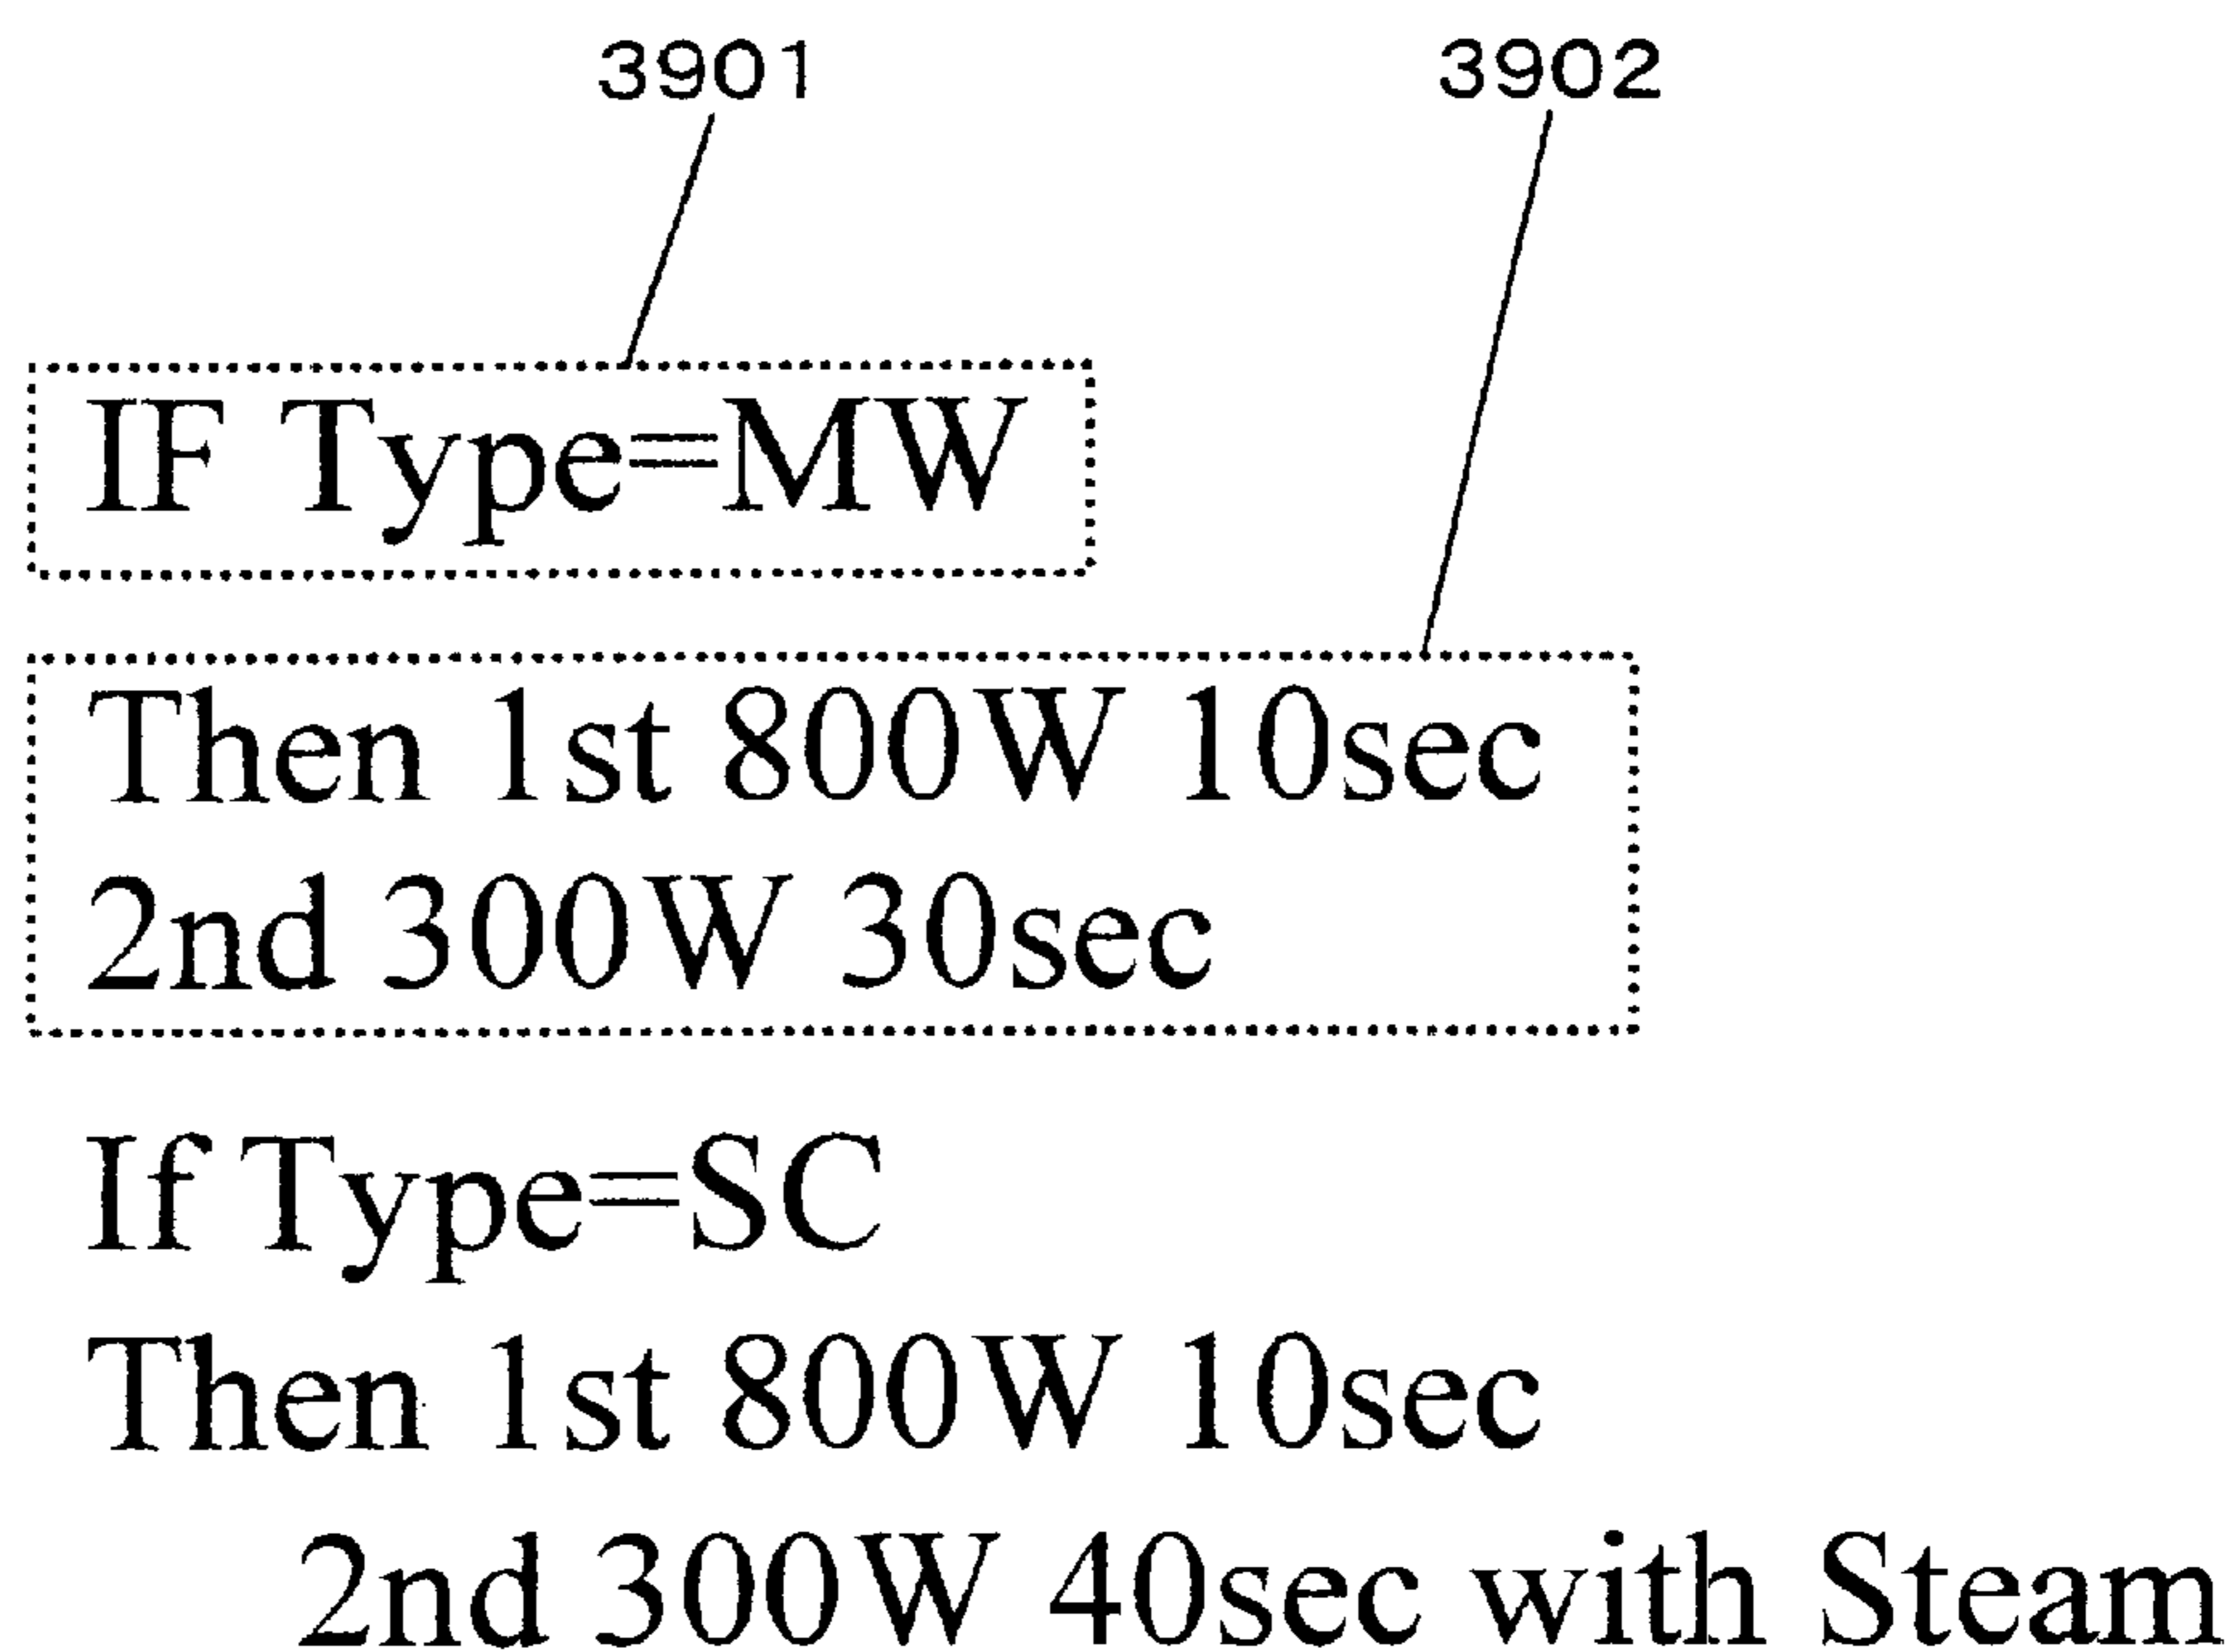 3901 3902
IF Type=MW
Then 1st 800W 10sec
2nd 300W 30sec
If Type=SC
Then 1st 800W 10sec
2nd 300W 40sec with Steam